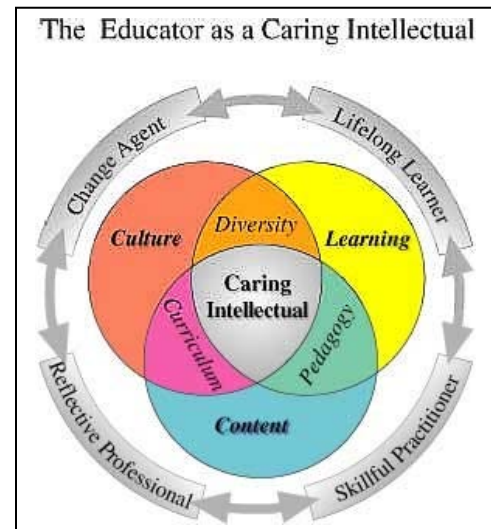 The Educator as a Caring Intellectual
Change Agent
Lifelong Learner
Culture
Diversity
Learning
Caring
Intellectual
Curriculum
Pedagogy
Content
Reflective Professional
Skillful Practitioner